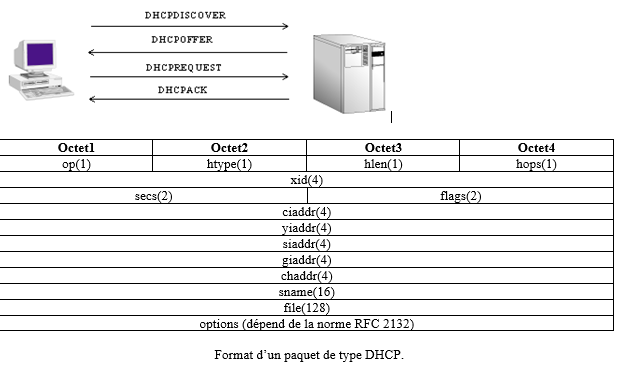 DHCPDISCOVER
DHCPOFFER
DHCPREQUEST
DHCPACK
Octet1 Octet2 Octet3 Octet4
op(1) htype(1) hlen(1) hops(1)
xid(4)
secs(2) flags(2)
ciaddr(4)
yiaddr(4)
siaddr(4)
giaddr(4)
chaddr(4)
sname(16)
file(128)
options (dépend de la norme RFC 2132)
Format d’un paquet de type DHCP.